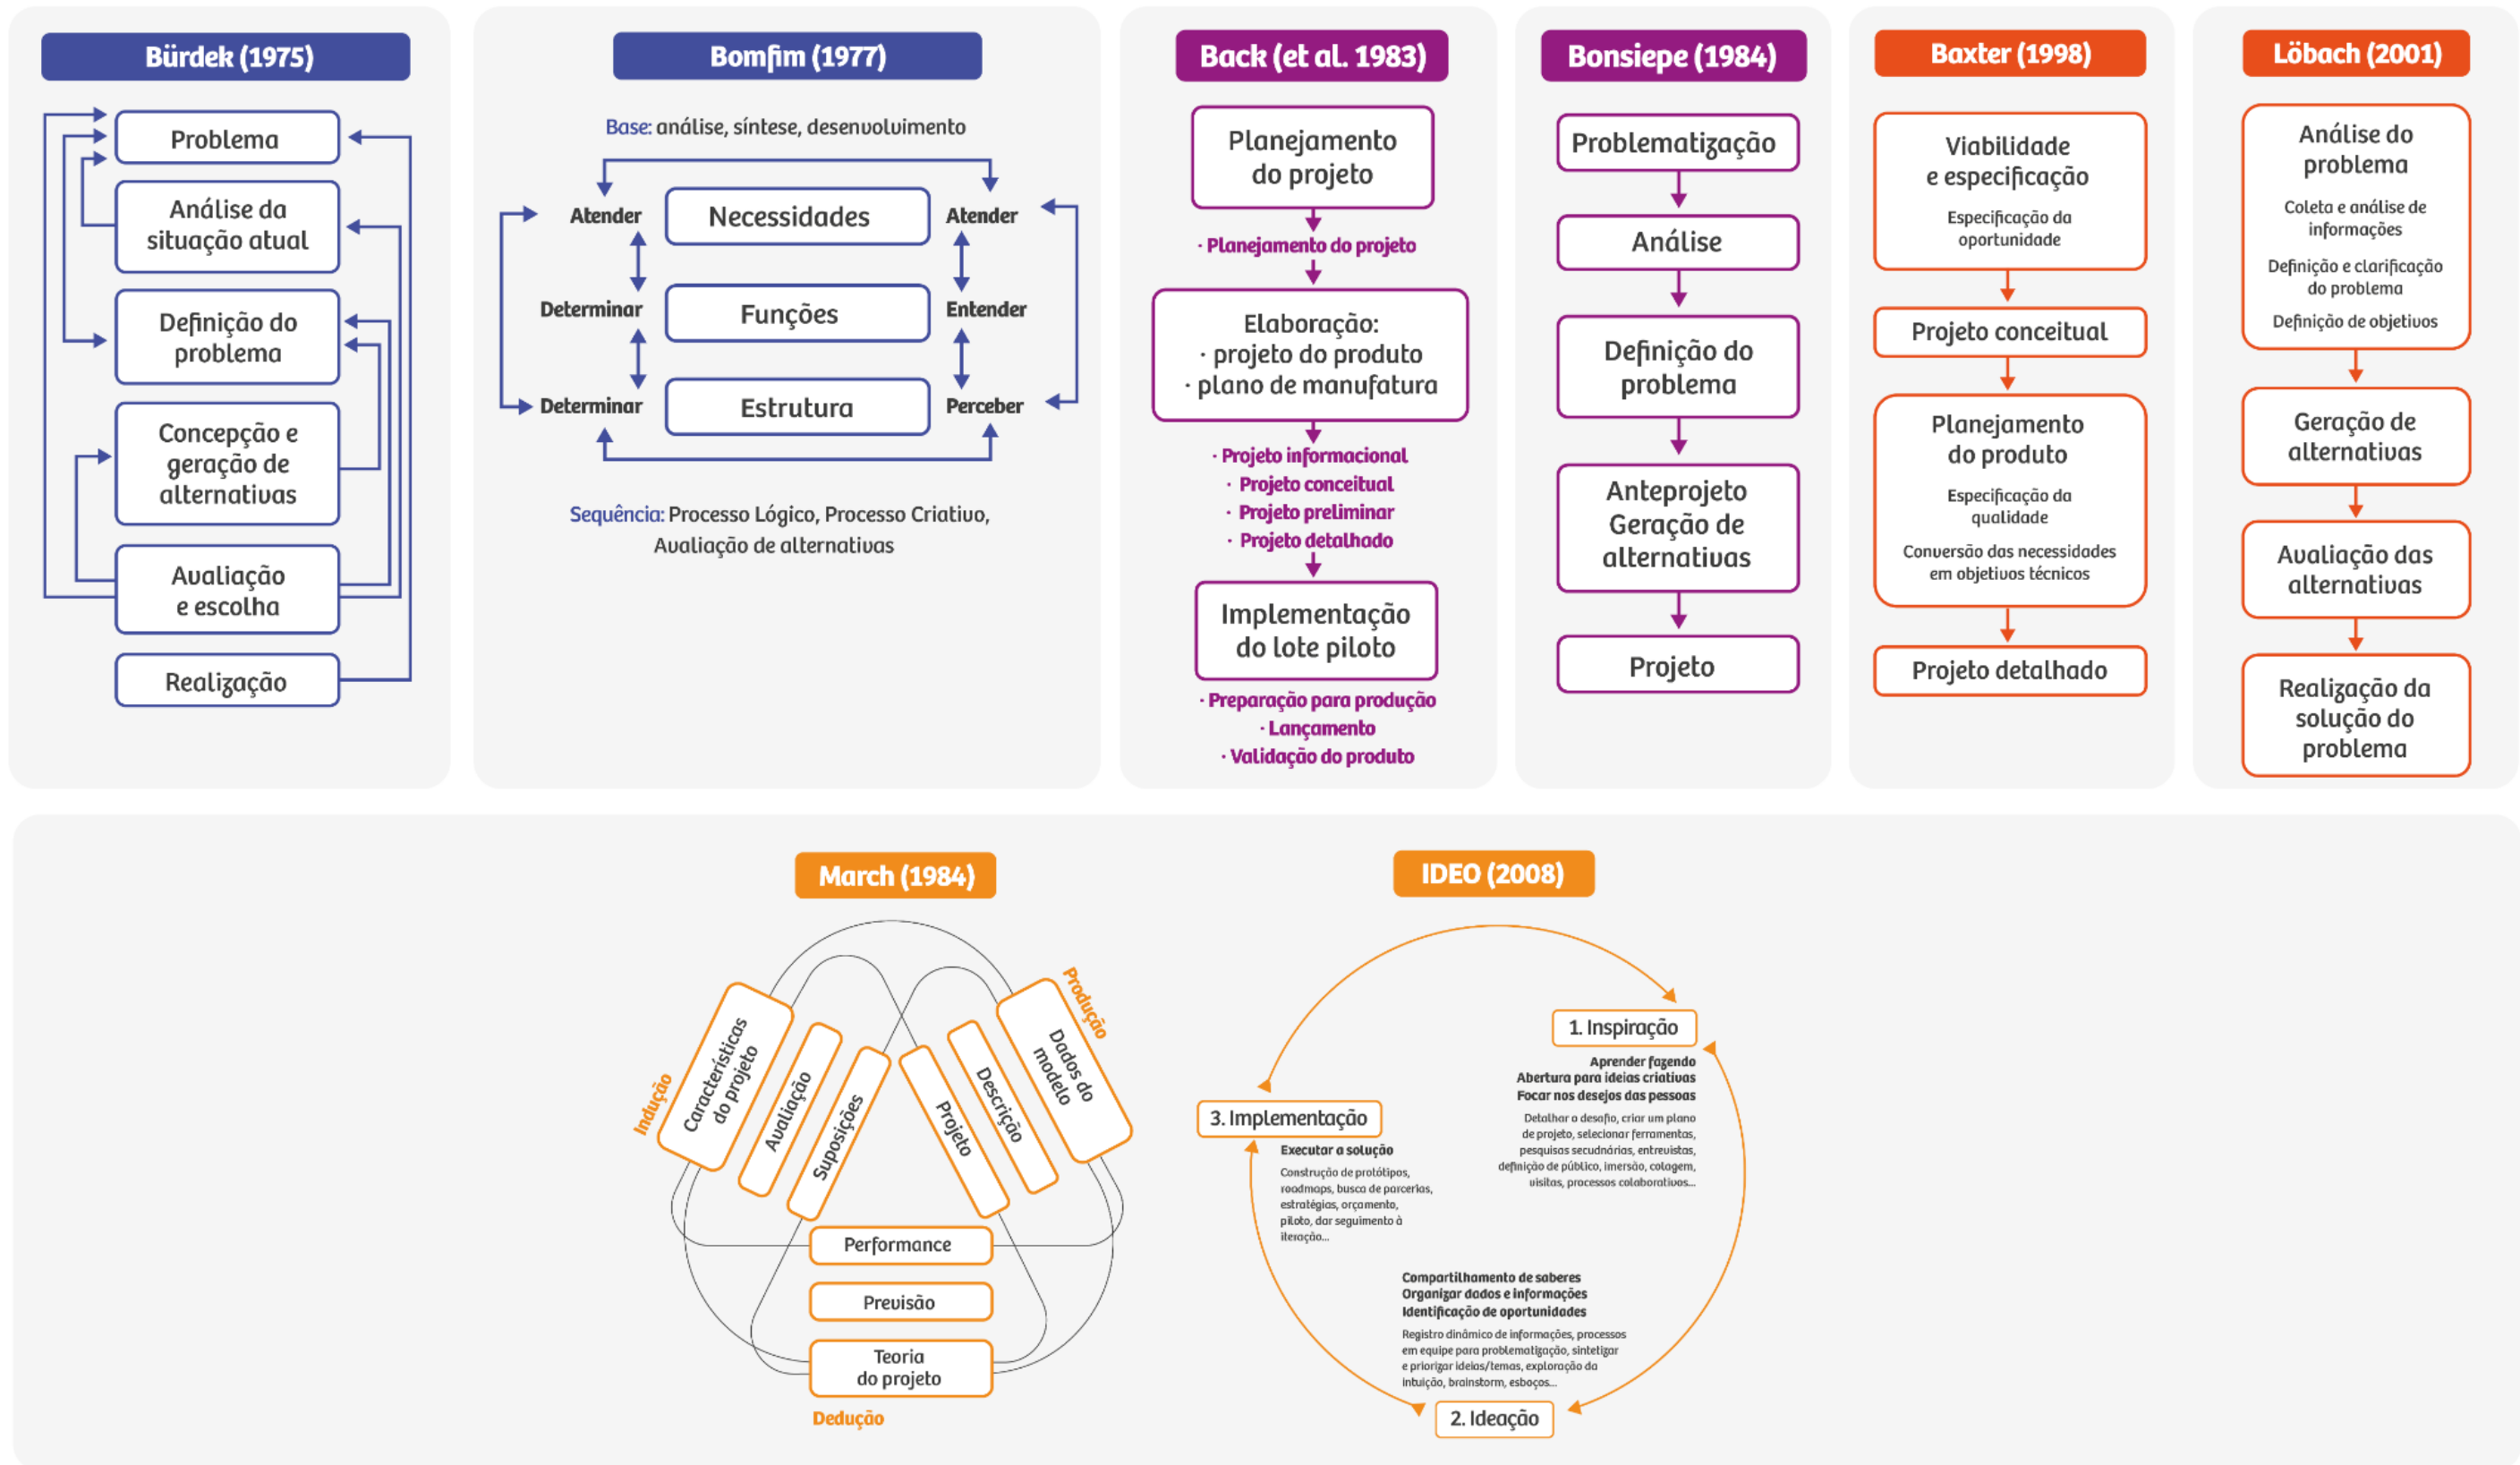 Bürdek (1975)
Problema
Análise da
situação atual
Definição do
problema
Concepção e
geração de
alternativas
Avaliação
e escolha
Realização
Bomfim (1977)
Base: análise, síntese, desenvolvimento
Atender
Necessidades
Atender
Determinar
Funções
Entender
Determinar
Estrutura
Perceber
Sequência: Processo Lógico, Processo Criativo,
Avaliação de alternativas
Back (et al. 1983)
Planejamento
do projeto
· Planejamento do projeto
Elaboração:
· projeto do produto
· plano de manufatura
· Projeto informacional
· Projeto conceitual
· Projeto preliminar
· Projeto detalhado
Implementação
do lote piloto
· Preparação para produção
· Lançamento
· Validação do produto
Bonsiepe (1984)
Problematização
Análise
Definição do
problema
Anteprojeto
Geração de
alternativas
Projeto
Baxter (1998)
Viabilidade
e especificação
Especificação da
oportunidade
Projeto conceitual
Planejamento
do produto
Especificação da
qualidade
Conversão das necessidades
em objetivos técnicos
Projeto detalhado
Löbach (2001)
Análise do
problema
Coleta e análise de
informações
Definição e clarificação
do problema
Definição de objetivos
Geração de
alternativas
Avaliação das
alternativas
Realização da
solução do
problema
March (1984)
Indução
Características
do projeto
Avaliação
Suposições
Projeto
Descrição
Dados do
modelo
Produção
Performance
Previsão
Teoria
do projeto
Dedução
IDEO (2008)
1. Inspiração
Aprender fazendo
Abertura para ideias criativas
Focar nos desejos das pessoas
Detalhar o desafio, criar um plano
de projeto, selecionar ferramentas,
pesquisas secudnárias, entrevistas,
definição de público, imersão, colagem,
visitas, processos colaborativos...
3. Implementação
Executar a solução
Construção de protótipos,
roadmaps, busca de parcerias,
estratégias, orçamento,
piloto, dar seguimento à
iteração...
Compartilhamento de saberes
Organizar dados e informações
Identificação de oportunidades
Registro dinâmico de informações, processos
em equipe para problematização, sintetizar
e priorizar ideias/temas, exploração da
intuição, brainstorm, esboços...
2. Ideação